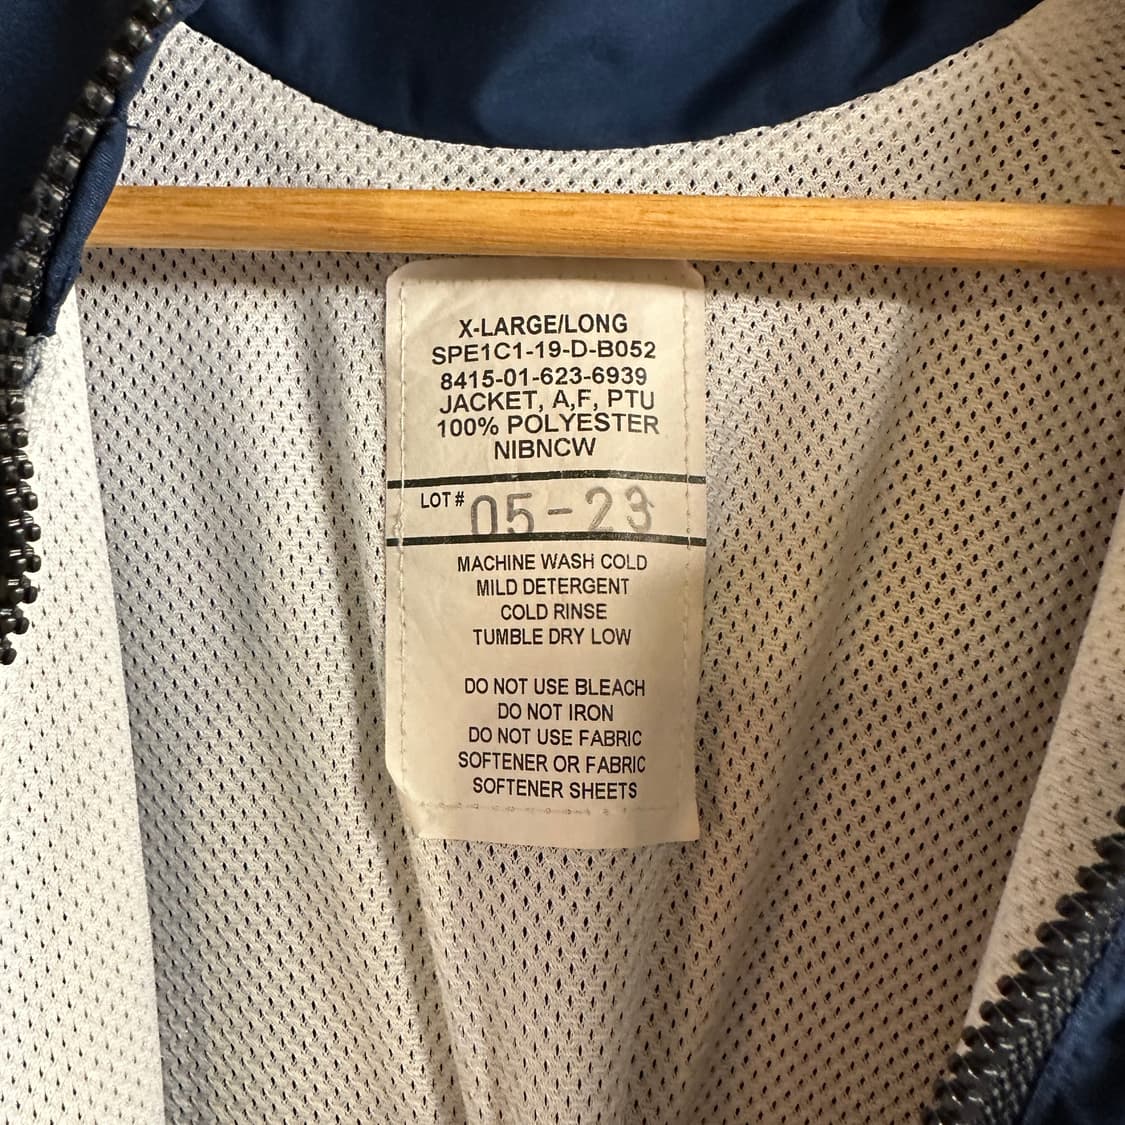 X-LARGE/LONG
SPE1C1-19-D-B052
8415-01-623-6939
JACKET, A,F, PTU
100% POLYESTER
NIBNCW
LOT# 05-23
MACHINE WASH COLD
MILD DETERGENT
COLD RINSE
TUMBLE DRY LOW
DO NOT USE BLEACH
DO NOT IRON
DO NOT USE FABRIC
SOFTENER OR FABRIC
SOFTENER SHEETS